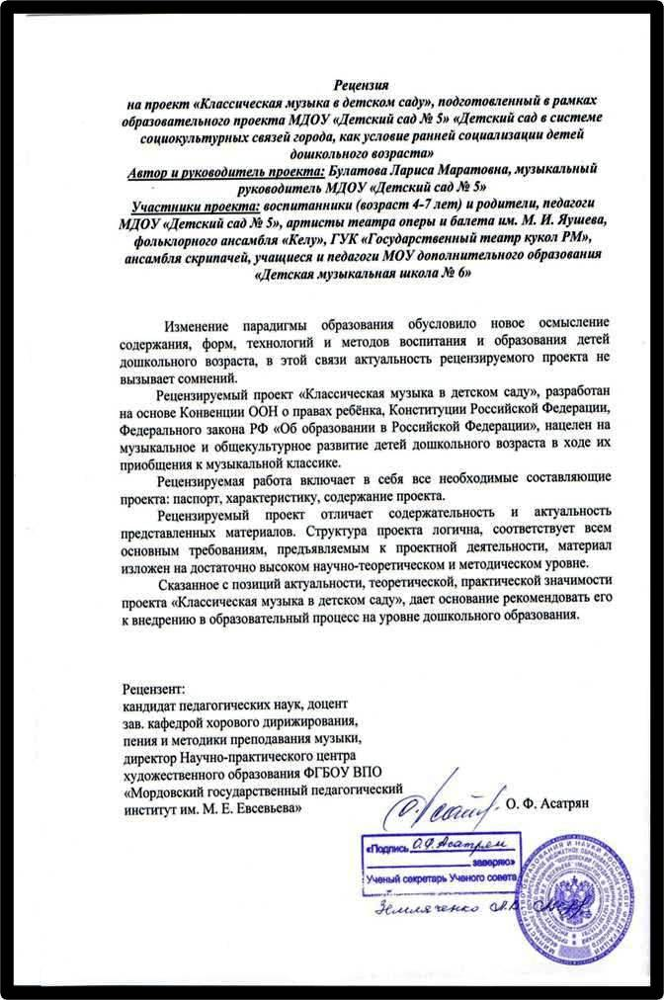 Рецензия
на проект «Классическая музыка в детском саду», подготовленный в рамках
образовательного проекта МДОУ «Детский сад № 5» «Детский сад в системе
социокультурных связей города, как условие ранней социализации детей
дошкольного возраста»
Автор и руководитель проекта: Булатова Лариса Маратовна, музыкальный
руководитель МДОУ «Детский сад № 5»
Участники проекта: воспитанники (возраст 4-7 лет) и родители, педагоги
МДОУ «Детский сад № 5», артисты театра оперы и балета им. М. И. Яушева,
фольклорного ансамбля «Келу», ГУК «Государственный театр кукол РМ»,
ансамбля скрипачей, учащиеся и педагоги МОУ дополнительного образования
«Детская музыкальная школа № 6»
Изменение парадигмы образования обусловило новое осмысление
содержания, форм, технологий и методов воспитания и образования детей
дошкольного возраста, в этой связи актуальность рецензируемого проекта не
вызывает сомнений.
Рецензируемый проект «Классическая музыка в детском саду», разработан
на основе Конвенции ООН о правах ребёнка, Конституции Российской Федерации,
Федерального закона РФ «Об образовании в Российской Федерации», нацелен на
музыкальное и общекультурное развитие детей дошкольного возраста в ходе их
приобщения к музыкальной классике.
Рецензируемая работа включает в себя все необходимые составляющие
проекта: паспорт, характеристику, содержание проекта.
Рецензируемый проект отличает содержательность и актуальность
представленных материалов. Структура проекта логична, соответствует всем
основным требованиям, предъявляемым к проектной деятельности, материал
изложен на достаточно высоком научно-теоретическом и методическом уровне.
Сказанное с позиций актуальности, теоретической, практической значимости
проекта «Классическая музыка в детском саду», дает основание рекомендовать его
к внедрению в образовательный процесс на уровне дошкольного образования.
Рецензент:
кандидат педагогических наук, доцент
зав. кафедрой хорового дирижирования,
пения и методики преподавания музыки,
директор Научно-практического центра
художественного образования ФГБОУ ВПО
«Мордовский государственный педагогический
институт им. М. Е. Евсевьева»
О. Асатр
О. Ф. Асатрян
«Подпись О.Ф.Асатрян
заверяю»
Ученый секретарь Ученого совета
Земляченко